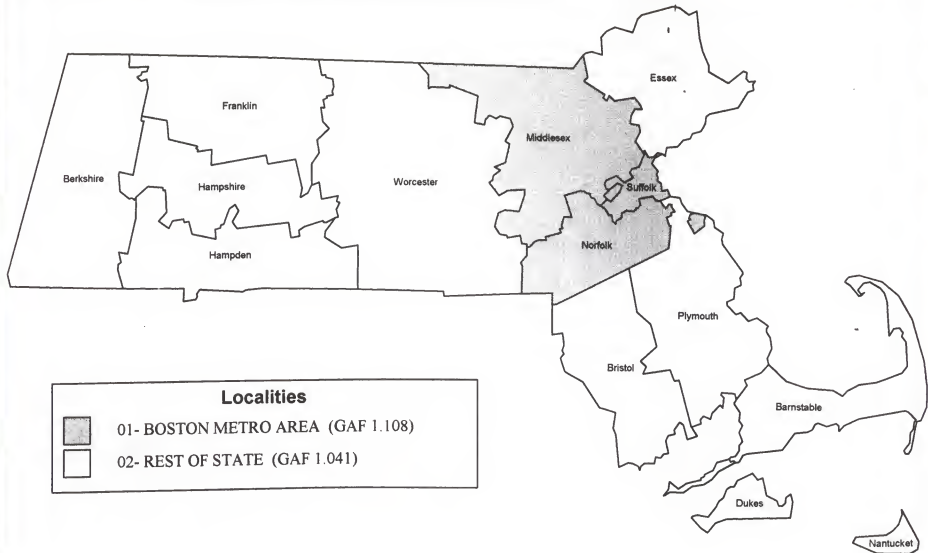 Essex
Franklin
Middlesex
Berkshire
Hampshire
Worcester
Suffolk
Norfolk
Hampden
Plymouth
Bristol
Barnstable
Localities
01- BOSTON METRO AREA (GAF 1.108)
02- REST OF STATE (GAF 1.041)
Dukes
Nantucket